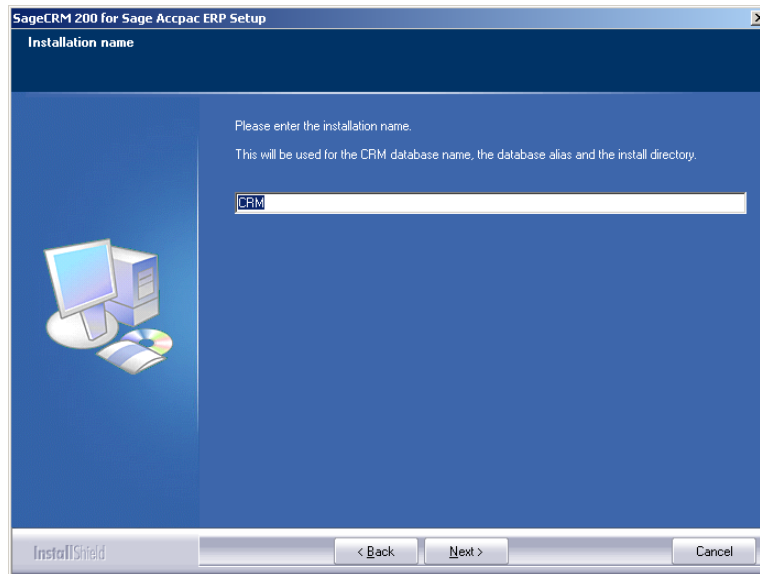 SageCRM 200 for Sage Accpac ERP Setup
Installation name
Please enter the installation name.
This will be used for the CRM database name, the database alias and the install directory.
CRM
InstallShield
< Back
Next >
Cancel